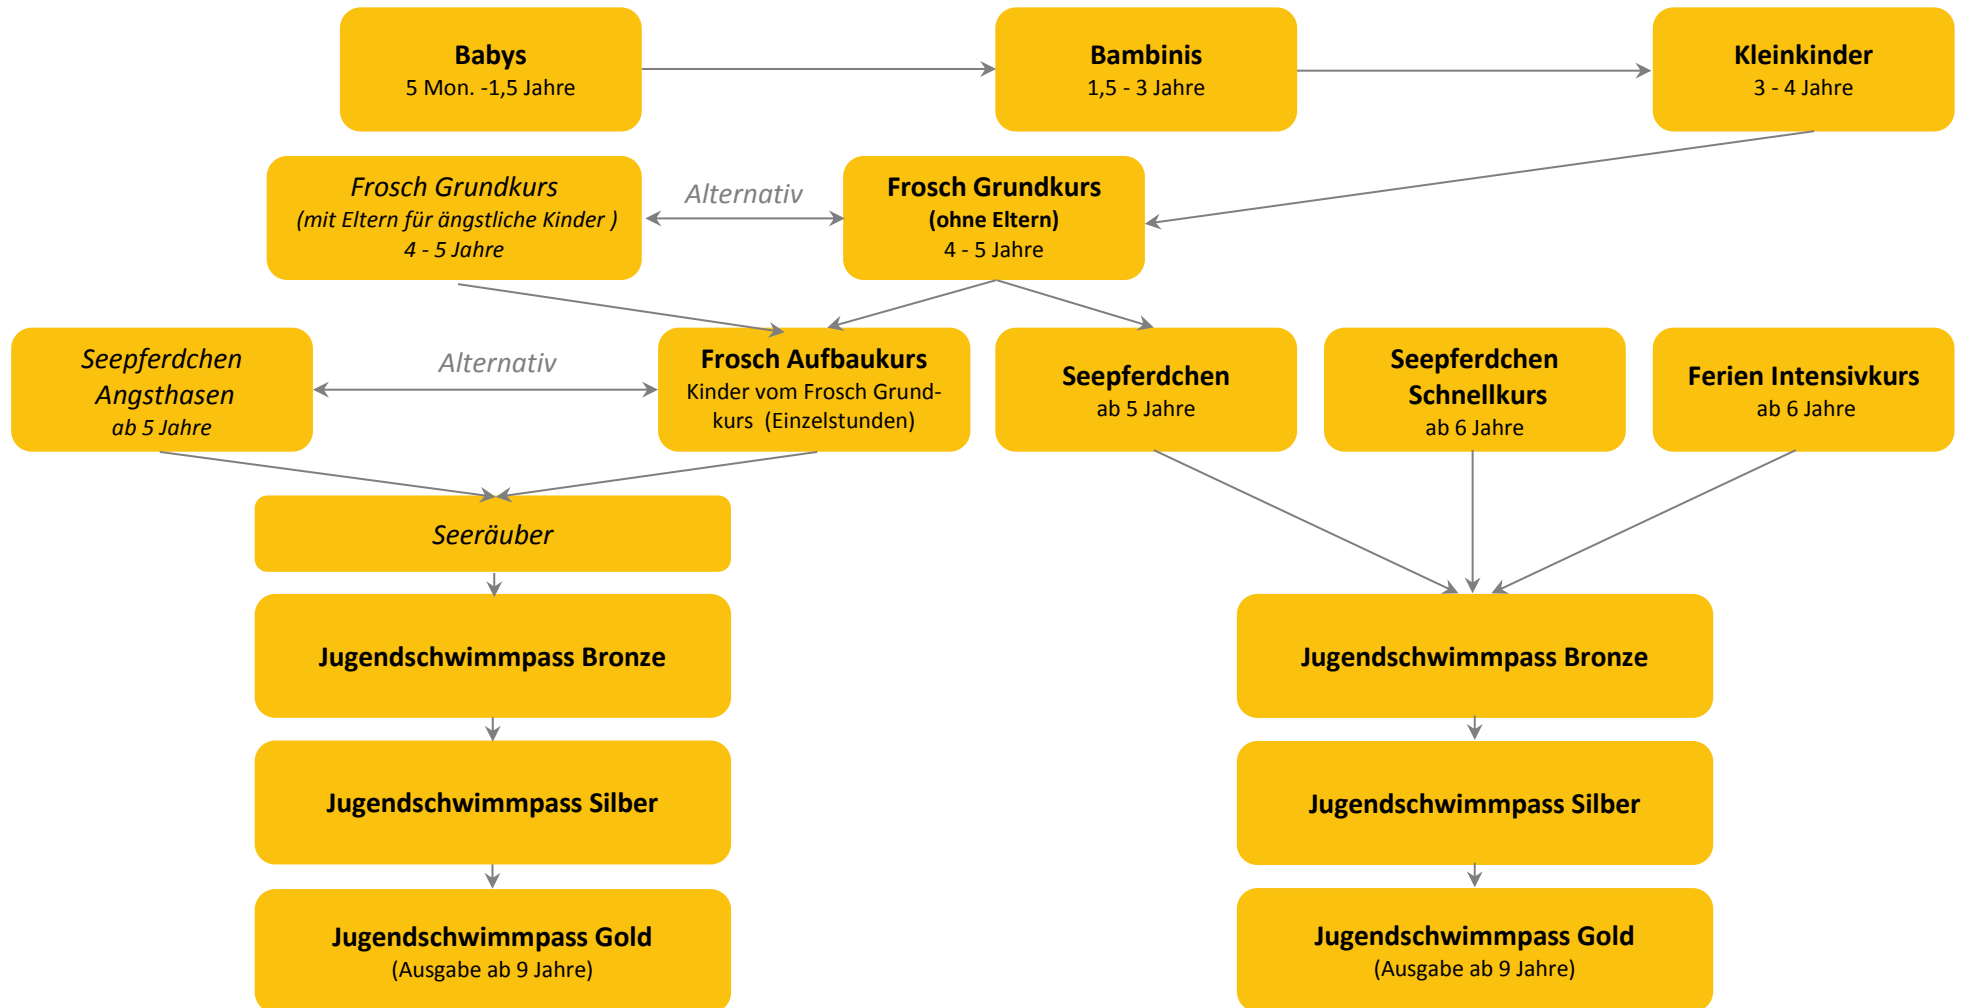 Babys
5 Mon. -1,5 Jahre
Bambinis
1,5 - 3 Jahre
Kleinkinder
3 - 4 Jahre
Frosch Grundkurs
(mit Eltern für ängstliche Kinder )
4 - 5 Jahre
Alternativ
Frosch Grundkurs
(ohne Eltern)
4 - 5 Jahre
Seepferdchen
Angsthasen
ab 5 Jahre
Alternativ
Frosch Aufbaukurs
Kinder vom Frosch Grund-
kurs (Einzelstunden)
Seepferdchen
ab 5 Jahre
Seepferdchen
Schnellkurs
ab 6 Jahre
Ferien Intensivkurs
ab 6 Jahre
Seeräuber
Jugendschwimmpass Bronze
Jugendschwimmpass Bronze
Jugendschwimmpass Silber
Jugendschwimmpass Silber
Jugendschwimmpass Gold
(Ausgabe ab 9 Jahre)
Jugendschwimmpass Gold
(Ausgabe ab 9 Jahre)